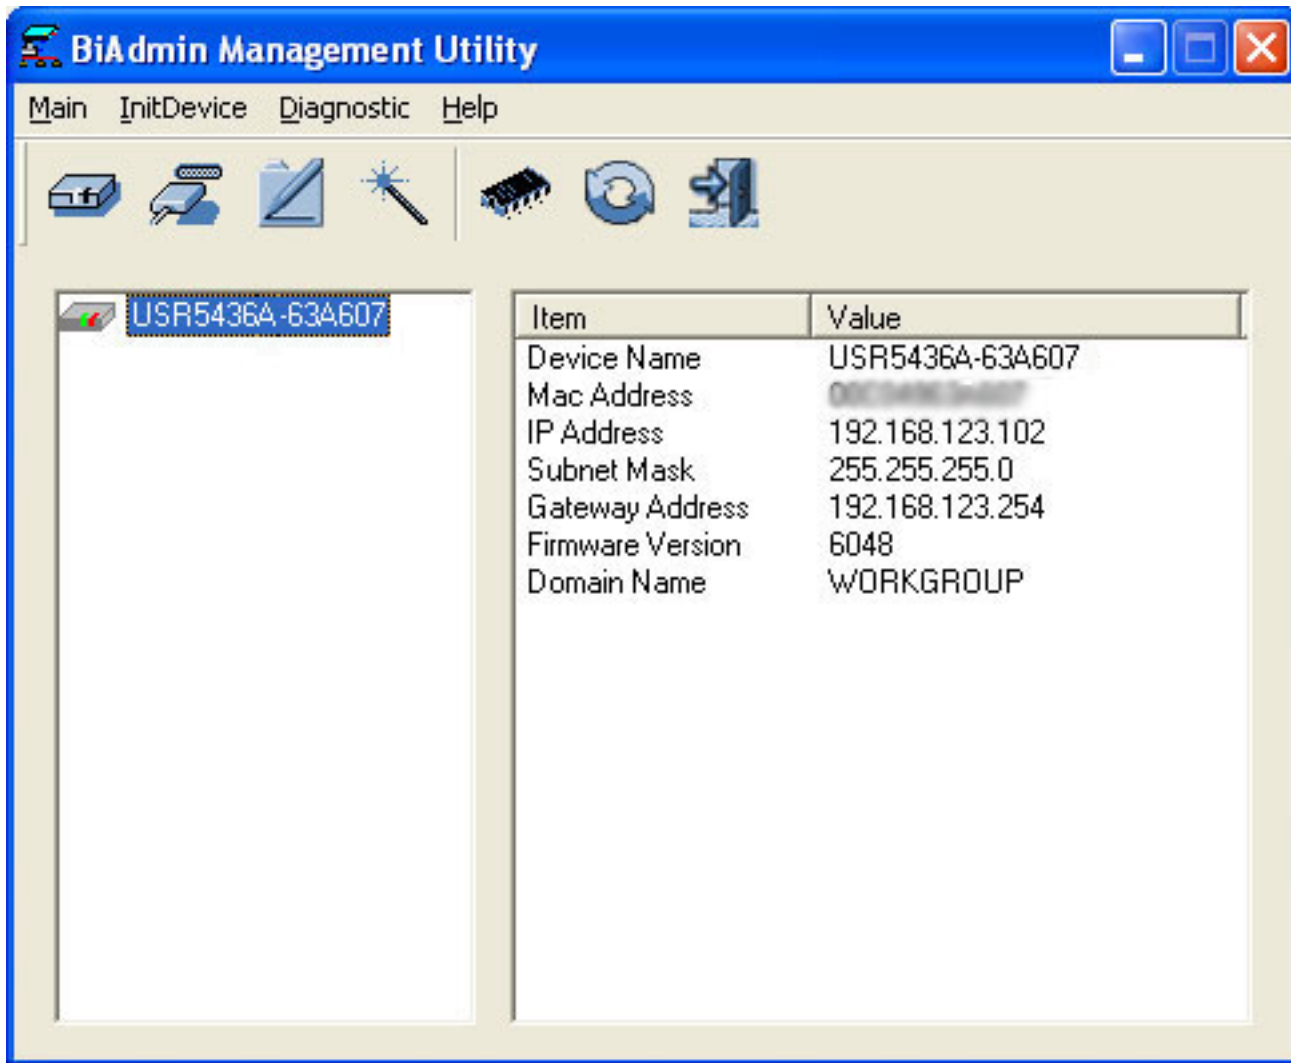 BiAdmin Management Utility
Main InitDevice Diagnostic Help
USR5436A-63A607
Item Value
Device Name USR5436A-63A607
Mac Address
IP Address 192.168.123.102
Subnet Mask 255.255.255.0
Gateway Address 192.168.123.254
Firmware Version 6048
Domain Name WORKGROUP